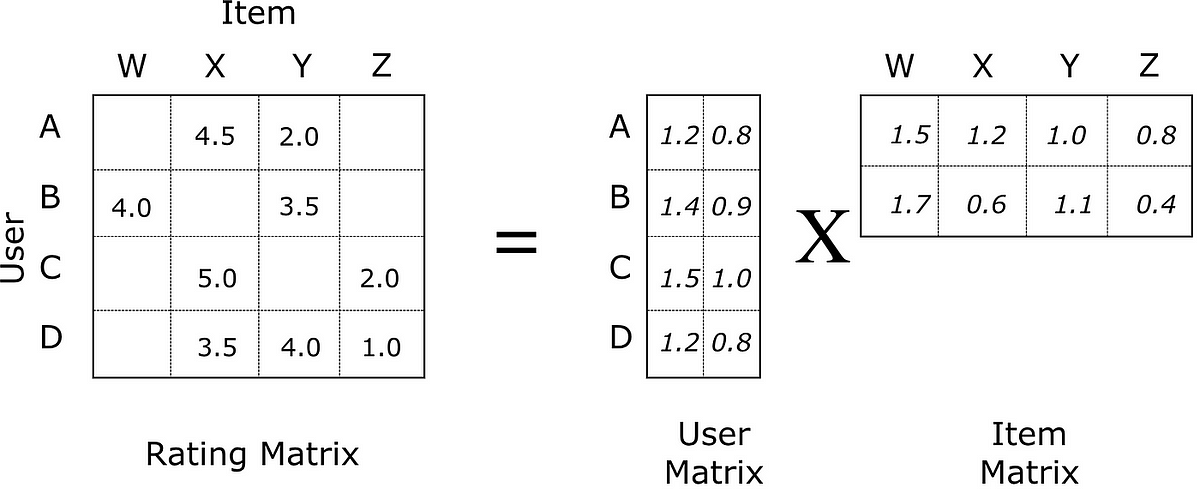 Item
W X Y Z W X Y Z
A 4.5 2.0 A 1.2 0.8 1.5 1.2 1.0 0.8
B 4.0 3.5 B 1.4 0.9 1.7 0.6 1.1 0.4
User
= X
C 5.0 2.0 C 1.5 1.0
D 3.5 4.0 1.0 D 1.2 0.8
Rating Matrix
User
Matrix
Item
Matrix